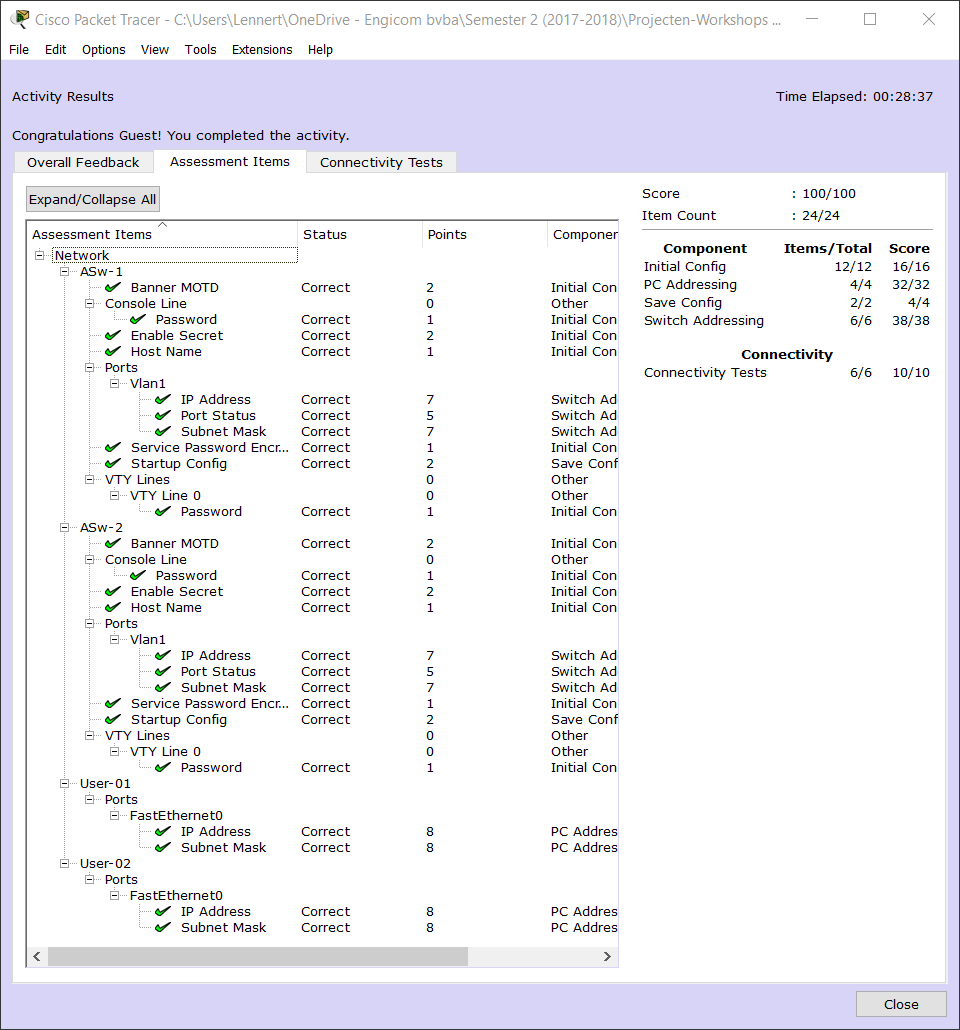 Cisco Packet Tracer - C:\Users\Lennert\OneDrive - Engicom bvba\Semester 2 (2017-2018)\Projecten-Workshops ...
File Edit Options View Tools Extensions Help
Activity Results Time Elapsed: 00:28:37
Congratulations Guest! You completed the activity.
Overall Feedback Assessment Items Connectivity Tests
Expand/Collapse All
Assessment Items Status Points Componer
Network
ASw-1
Banner MOTD Correct 2 Initial Con
Console Line 0 Other
Password Correct 1 Initial Con
Enable Secret Correct 2 Initial Con
Host Name Correct 1 Initial Con
Ports
Vlan1
IP Address Correct 7 Switch Ad
Port Status Correct 5 Switch Ad
Subnet Mask Correct 7 Switch Ad
Service Password Encr... Correct 1 Initial Con
Startup Config Correct 2 Save Conf
VTY Lines 0 Other
VTY Line 0 0 Other
Password Correct 1 Initial Con
ASw-2
Banner MOTD Correct 2 Initial Con
Console Line 0 Other
Password Correct 1 Initial Con
Enable Secret Correct 2 Initial Con
Host Name Correct 1 Initial Con
Ports
Vlan1
IP Address Correct 7 Switch Ad
Port Status Correct 5 Switch Ad
Subnet Mask Correct 7 Switch Ad
Service Password Encr... Correct 1 Initial Con
Startup Config Correct 2 Save Conf
VTY Lines 0 Other
VTY Line 0 0 Other
Password Correct 1 Initial Con
User-01
Ports
FastEthernet0
IP Address Correct 8 PC Addres
Subnet Mask Correct 8 PC Addres
User-02
Ports
FastEthernet0
IP Address Correct 8 PC Addres
Subnet Mask Correct 8 PC Addres
Score : 100/100
Item Count : 24/24
Component Items/Total Score
Initial Config 12/12 16/16
PC Addressing 4/4 32/32
Save Config 2/2 4/4
Switch Addressing 6/6 38/38
Connectivity
Connectivity Tests 6/6 10/10
Close